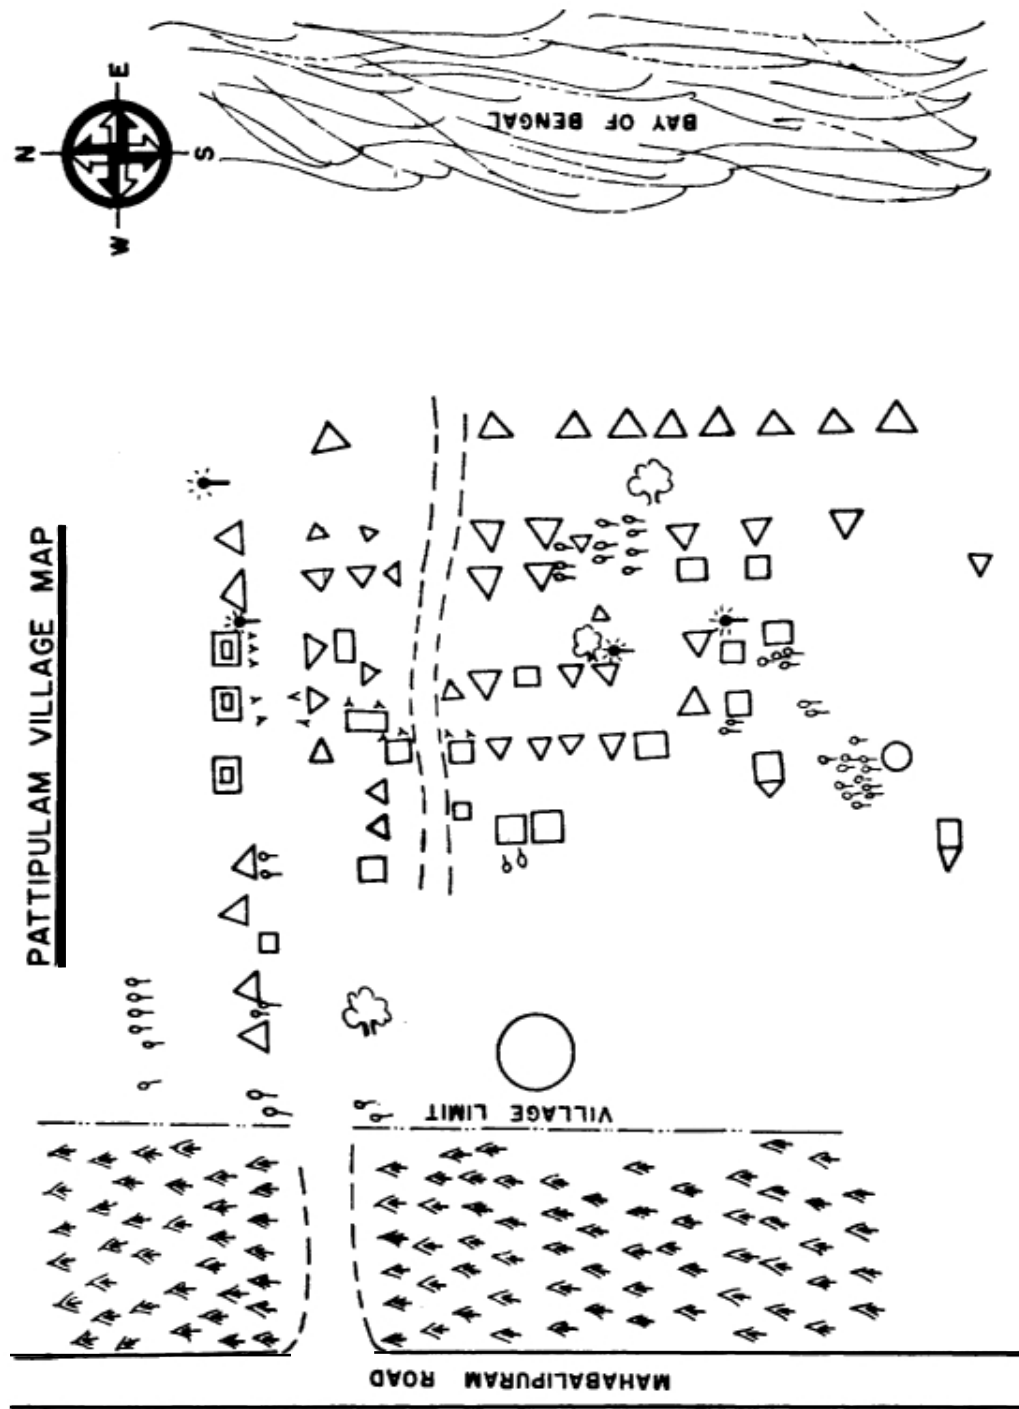 E
N S
W
BAY OF BENGAL
PATTIPULAM VILLAGE MAP
VILLAGE LIMIT
MAHABALIPURAM ROAD